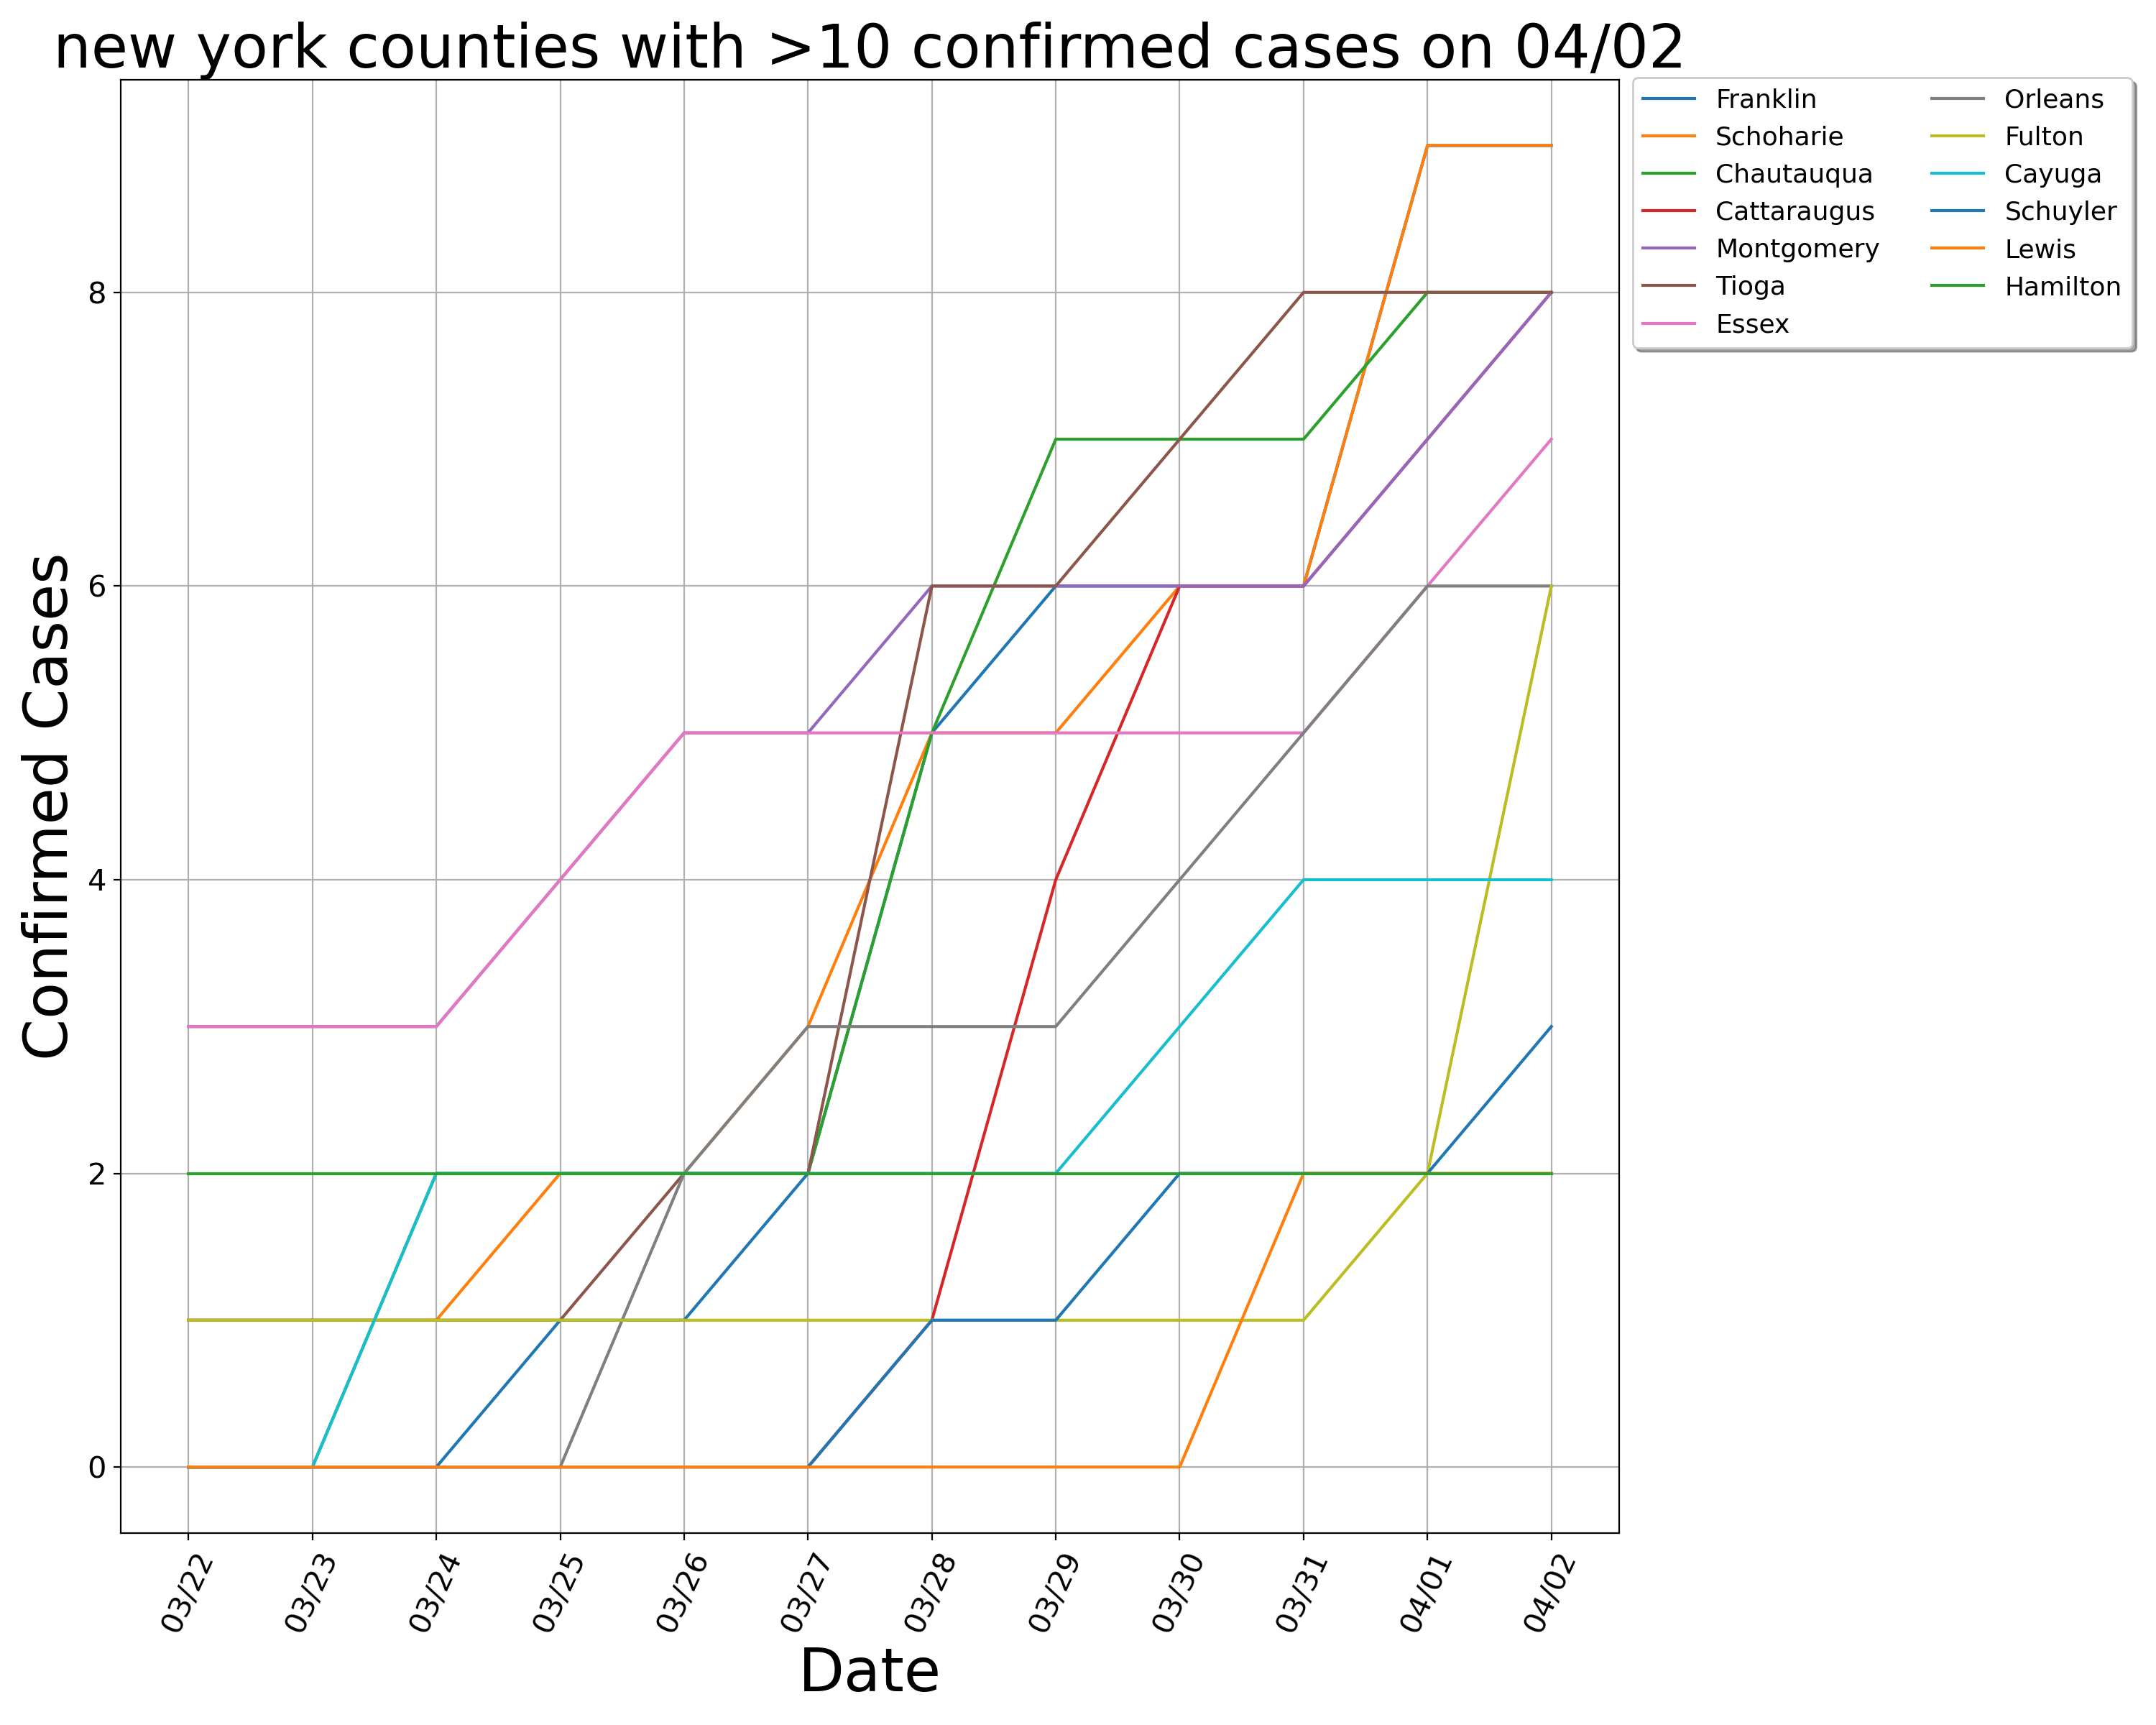 new york counties with >10 confirmed cases on 04/02
Franklin
Schoharie
Chautauqua
Cattaraugus
Montgomery
Tioga
Essex
Orleans
Fulton
Cayuga
Schuyler
Lewis
Hamilton
Confirmed Cases
8
6
4
2
0
03/22
03/23
03/24
03/25
03/26
03/27
03/28
03/29
03/30
03/31
04/01
04/02
Date